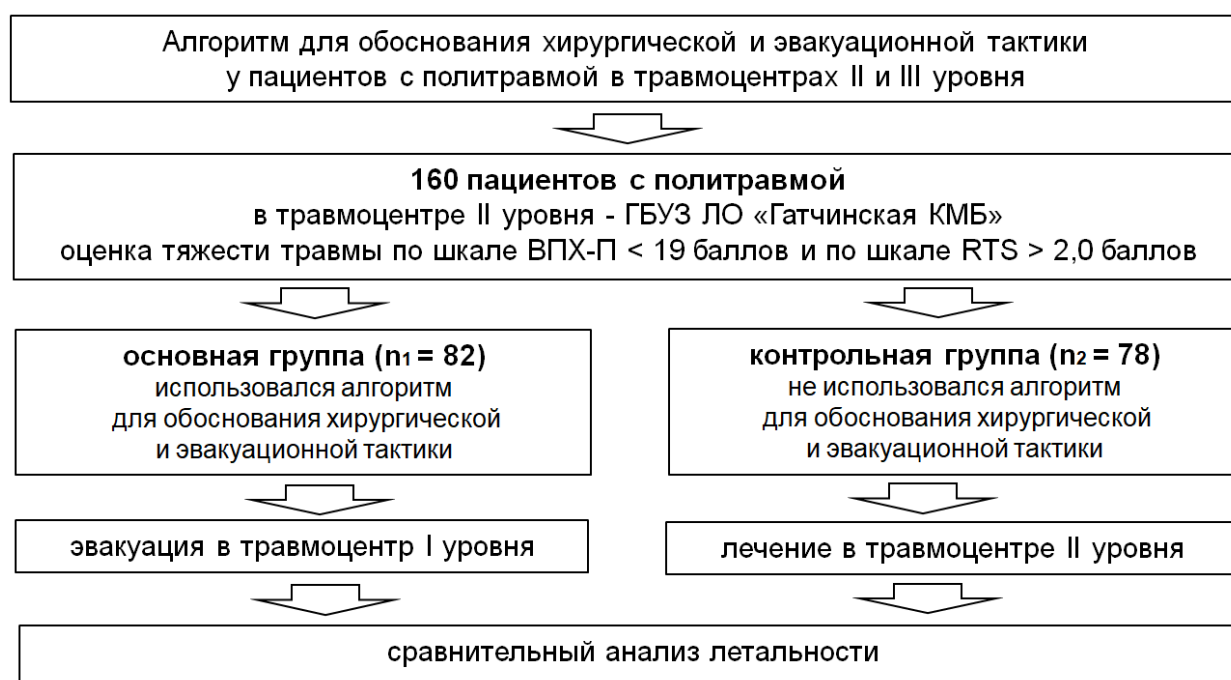 Алгоритм для обоснования хирургической и эвакуационной тактики
у пациентов с политравмой в травмоцентрах II и III уровня
160 пациентов с политравмой
в травмоцентре II уровня - ГБУЗ ЛО «Гатчинская КМБ»
оценка тяжести травмы по шкале ВПХ-П < 19 баллов и по шкале RTS > 2,0 баллов
основная группа (n1 = 82)
использовался алгоритм
для обоснования хирургической
и эвакуационной тактики
контрольная группа (n2 = 78)
не использовался алгоритм
для обоснования хирургической
и эвакуационной тактики
эвакуация в травмоцентр I уровня
лечение в травмоцентре II уровня
сравнительный анализ летальности